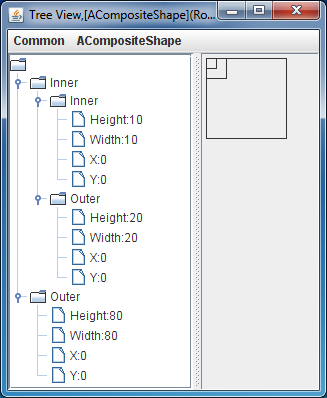 Tree View,[ACompositeShape](Ro...
Common ACompositeShape
Inner
Inner
Height:10
Width:10
X:0
Y:0
Outer
Height:20
Width:20
X:0
Y:0
Outer
Height:80
Width:80
X:0
Y:0